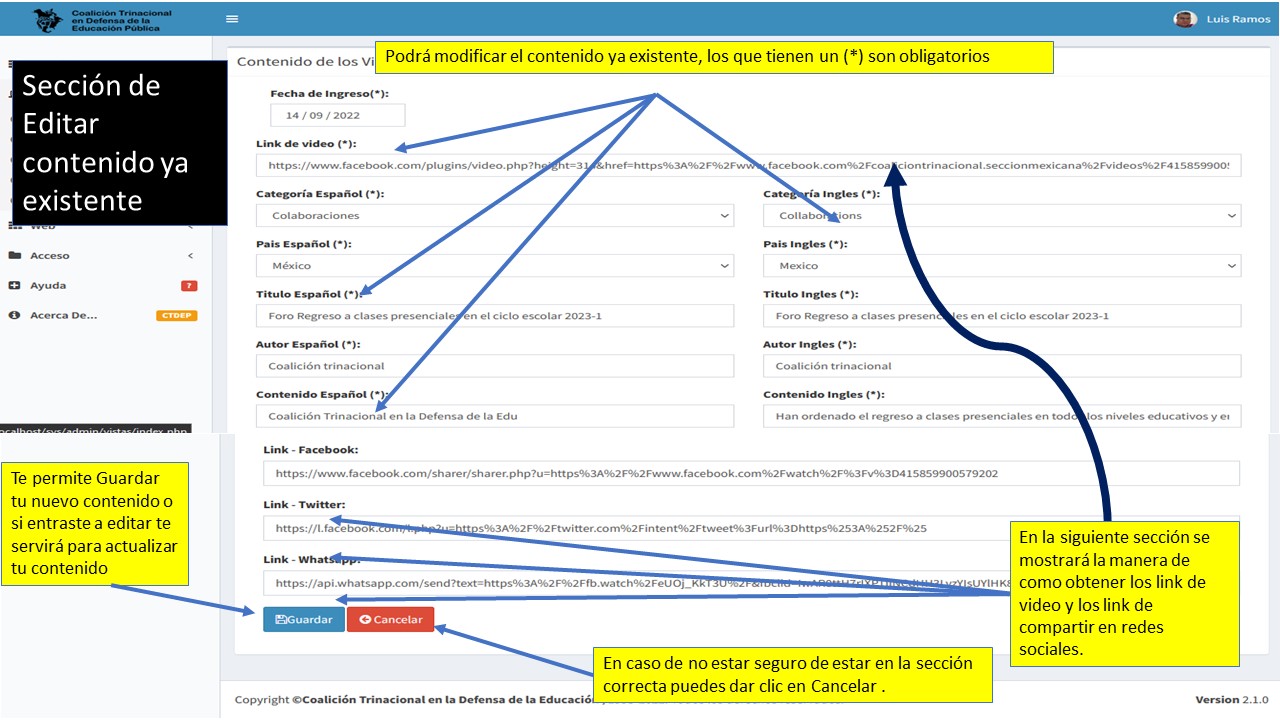 Coalición Trinacional
en Defensa de la
Educación Pública
Luis Ramos
Podrá modificar el contenido ya existente, los que tienen un (*) son obligatorios
Contenido de los Vi
Sección de
Editar
contenido ya
existente
Fecha de Ingreso(*):
14 / 09 / 2022
Link de video (*):
https://www.facebook.com/plugins/video.php?height=314&href=https%3A%2F%2Fwww.facebook.com%2Fcoaliciontrinacional.seccionmexicana%2Fvideos%2F415859900
Categoría Español (*):
Categoría Ingles (*):
Colaboraciones
Collaborations
Web
Pais Español (*):
Pais Ingles (*):
Acceso
México
Mexico
Ayuda
?
Titulo Español (*):
Titulo Ingles (*):
Acerca De...
CTDEP
Foro Regreso a clases presenciales en el ciclo escolar 2023-1
Foro Regreso a clases presenciales en el ciclo escolar 2023-1
Autor Español (*):
Autor Ingles (*):
Coalición trinacional
Coalición trinacional
Contenido Español (*):
Contenido Ingles (*):
Coalición Trinacional en la Defensa de la Edu
Han ordenado el regreso a clases presenciales en todos los niveles educativos y
ocalhost/sys/admin/vistas/index.php
Link - Facebook:
https://www.facebook.com/sharer/sharer.php?u=https%3A%2F%2Fwww.facebook.com%2Fwatch%2F%3Fv%3D415859900579202
Te permite Guardar
tu nuevo contenido o
si entraste a editar te
servirá para actualizar
tu contenido
Link - Twitter:
https://l.facebook.com/l.php?u=https%3A%2F%2Ftwitter.com%2Fintent%2Ftweet%3Furl%3Dhttps%253A%252F%25
Link - Whatsapp:
https://api.whatsapp.com/send?text=https%3A%2F%2Ffb.watch%2FeUOj_KkT3U%2F&
En la siguiente sección se
mostrará la manera de
como obtener los link de
video y los link de
compartir en redes
sociales.
Guardar
Cancelar
En caso de no estar seguro de estar en la sección
correcta puedes dar clic en Cancelar .
Copyright ©Coalición Trinacional en la Defensa de la Educación
Version 2.1.0